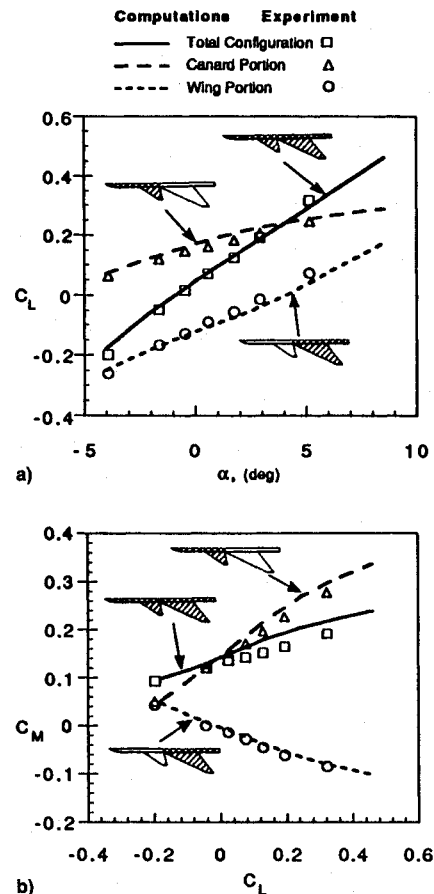 Computations Experiment
Total Configuration
Canard Portion
Wing Portion
0.6
0.4
0.2
0
-0.2
-0.4
C_L
-5 0 5 10
α, (deg)
a)
0.4
0.3
0.2
0.1
0
-0.1
-0.2
C_M
-0.4 -0.2 0 0.2 0.4 0.6
C_L
b)